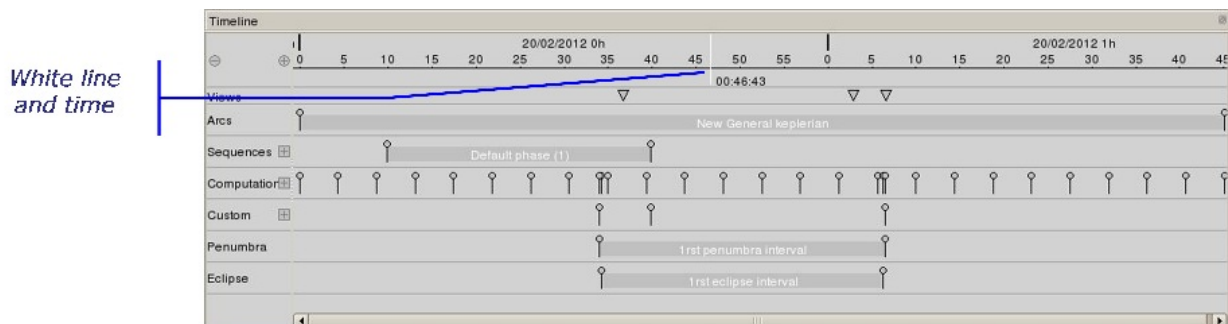 Timeline
20/02/2012 0h 20/02/2012 1h
0 5 10 15 20 25 30 35 40 45 50 55 0 5 10 15 20 25 30 35 40 45
White line
and time
00:46:43
Views
Arcs New General keplerian
Sequences Default phase (1)
Computation
Custom
Penumbra 1rst penumbra interval
Eclipse 1rst eclipse interval